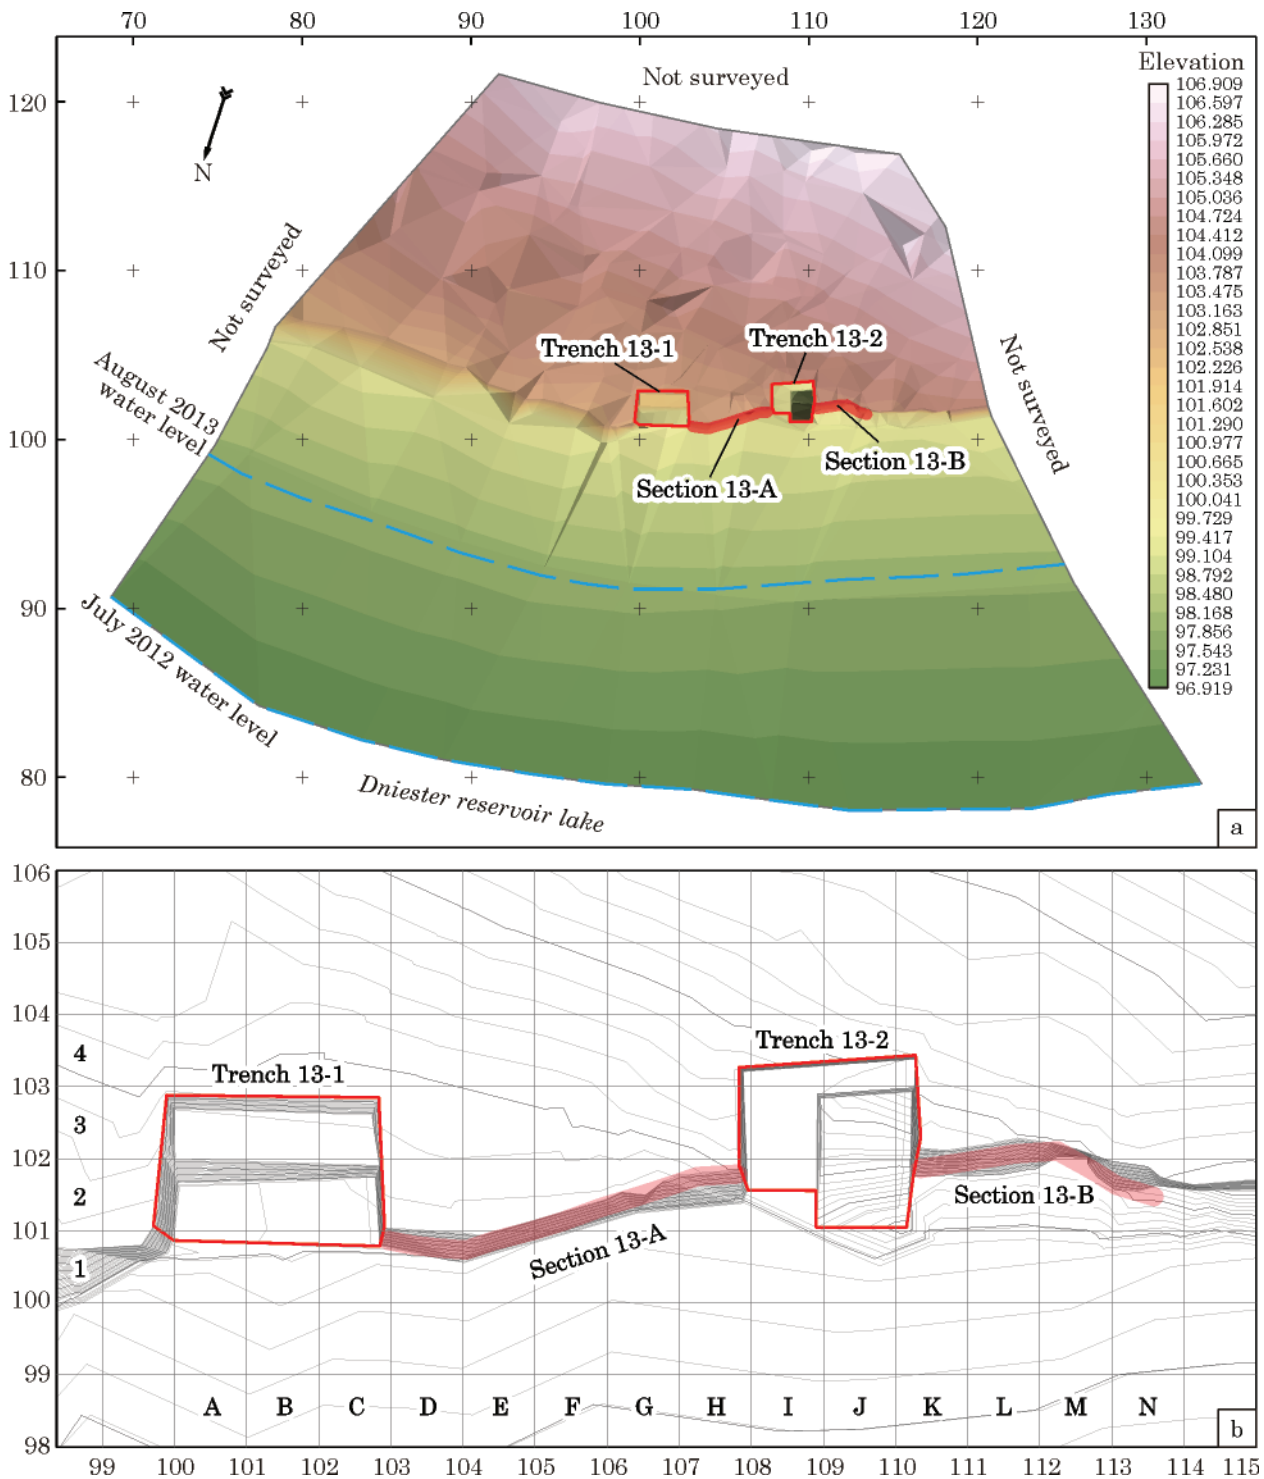 70 80 90 100 110 120 130
Elevation
106.909
106.597
106.285
105.972
105.660
105.348
105.036
104.724
104.412
104.099
103.787
103.475
103.163
102.851
102.538
102.226
101.914
101.602
101.290
100.977
100.665
100.353
100.041
99.729
99.417
99.104
98.792
98.480
98.168
97.856
97.543
97.231
96.919
Not surveyed
120
N
Not surveyed
110
Trench 13-1
Trench 13-2
Not surveyed
August 2013
water level
100
Section 13-B
Section 13-A
90
July 2012 water level
80
Dniester reservoir lake
a
106
105
104
Trench 13-2
4
Trench 13-1
103
3
102
2
Section 13-B
101
Section 13-A
1
100
99
A B C D E F G H I J K L M N
b
98
99 100 101 102 103 104 105 106 107 108 109 110 111 112 113 114 115